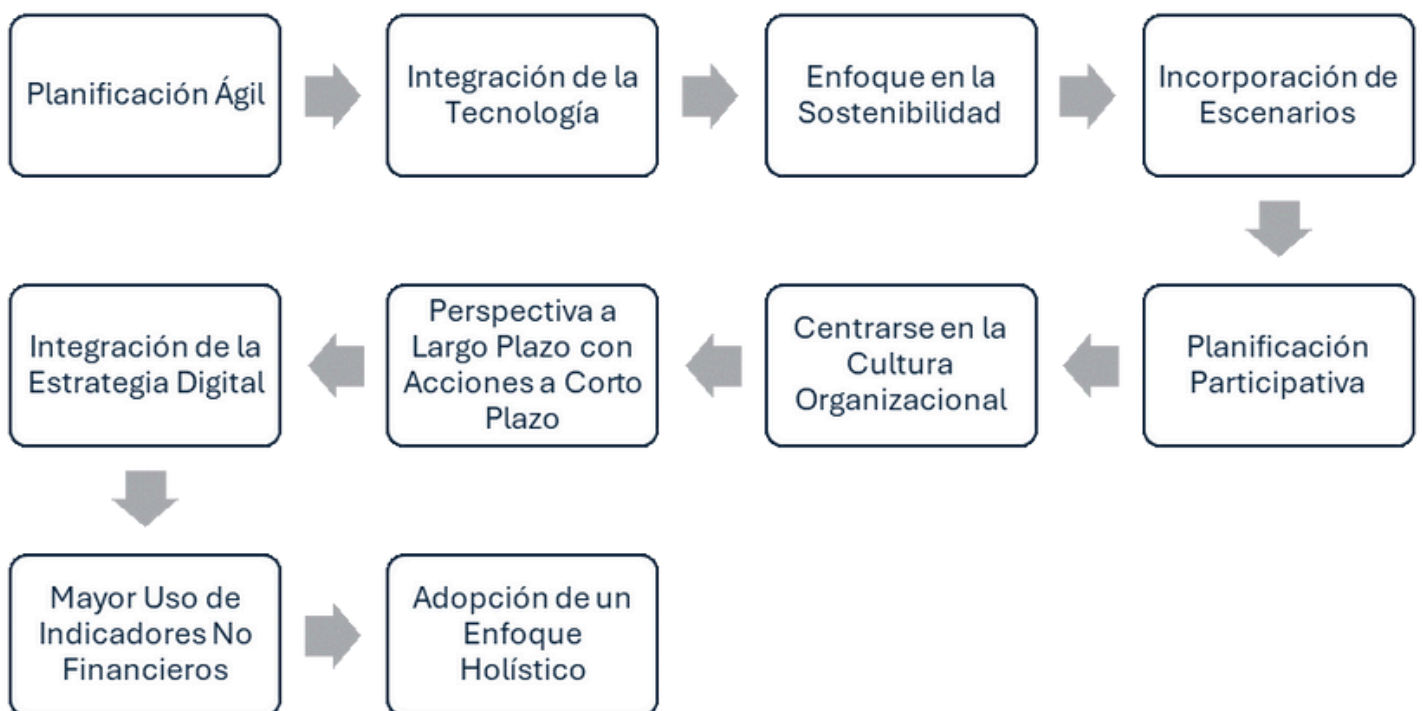 Planificación Ágil
Integración de la
Tecnología
Enfoque en la
Sostenibilidad
Incorporación de
Escenarios
Planificación
Participativa
Centrarse en la
Cultura
Organizacional
Perspectiva a
Largo Plazo con
Acciones a Corto
Plazo
Integración de la
Estrategia Digital
Mayor Uso de
Indicadores No
Financieros
Adopción de un
Enfoque
Holístico